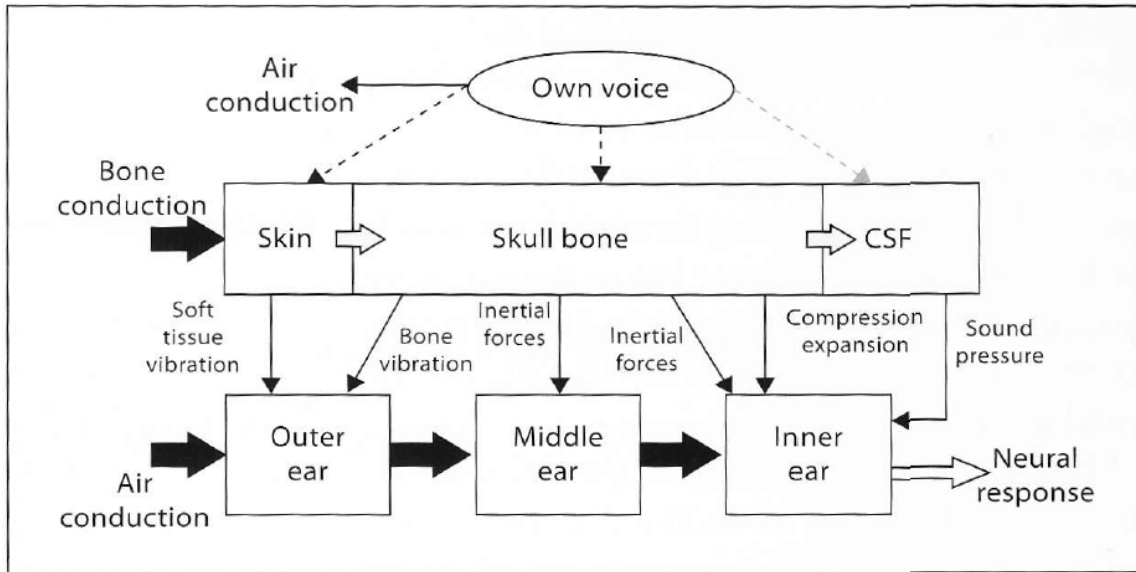 Own voice
Air
conduction
Bone
conduction
Skin
Skull bone
CSF
Soft
tissue
vibration
Bone
vibration
Inertial
forces
Inertial
forces
Compression
expansion
Sound
pressure
Outer
ear
Middle
ear
Inner
ear
Air
conduction
Neural
response